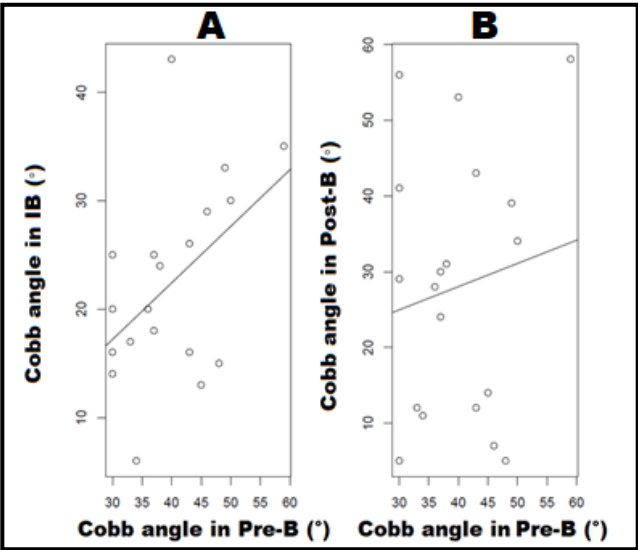 A
B
Cobb angle in IB (°)
40
30
20
10
30 35 40 45 50 55 60
Cobb angle in Pre-B (°)
Cobb angle in Post-B (°)
60
50
40
30
20
10
30 35 40 45 50 55 60
Cobb angle in Pre-B (°)